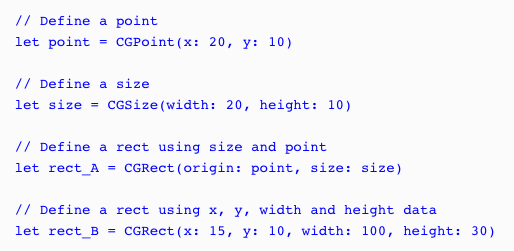 // Define a point
let point = CGPoint(x: 20, y: 10)
// Define a size
let size = CGSize(width: 20, height: 10)
// Define a rect using size and point
let rect_A = CGRect(origin: point, size: size)
// Define a rect using x, y, width and height data
let rect_B = CGRect(x: 15, y: 10, width: 100, height: 30)